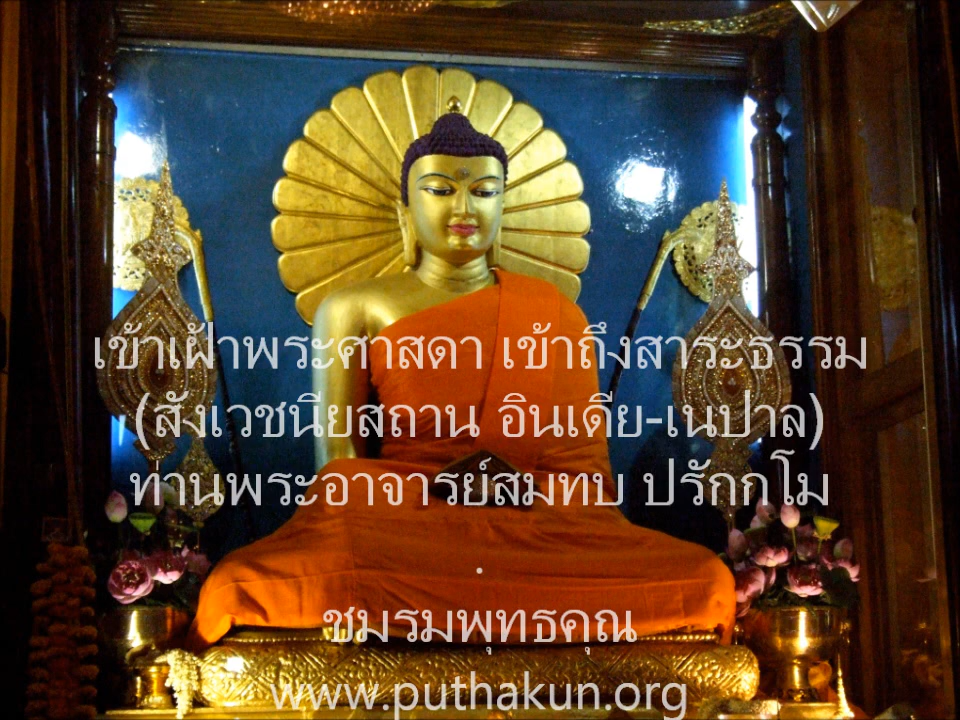 เข้าเฝ้าพระศาสดา เข้าถึงสาระธรรม
(สังเวชนียสถาน อินเดีย-เนปาล)
ท่านพระอาจารย์สมทบ ปรักกโม
.
ชมรมพุทธคุณ
www.puthakun.org